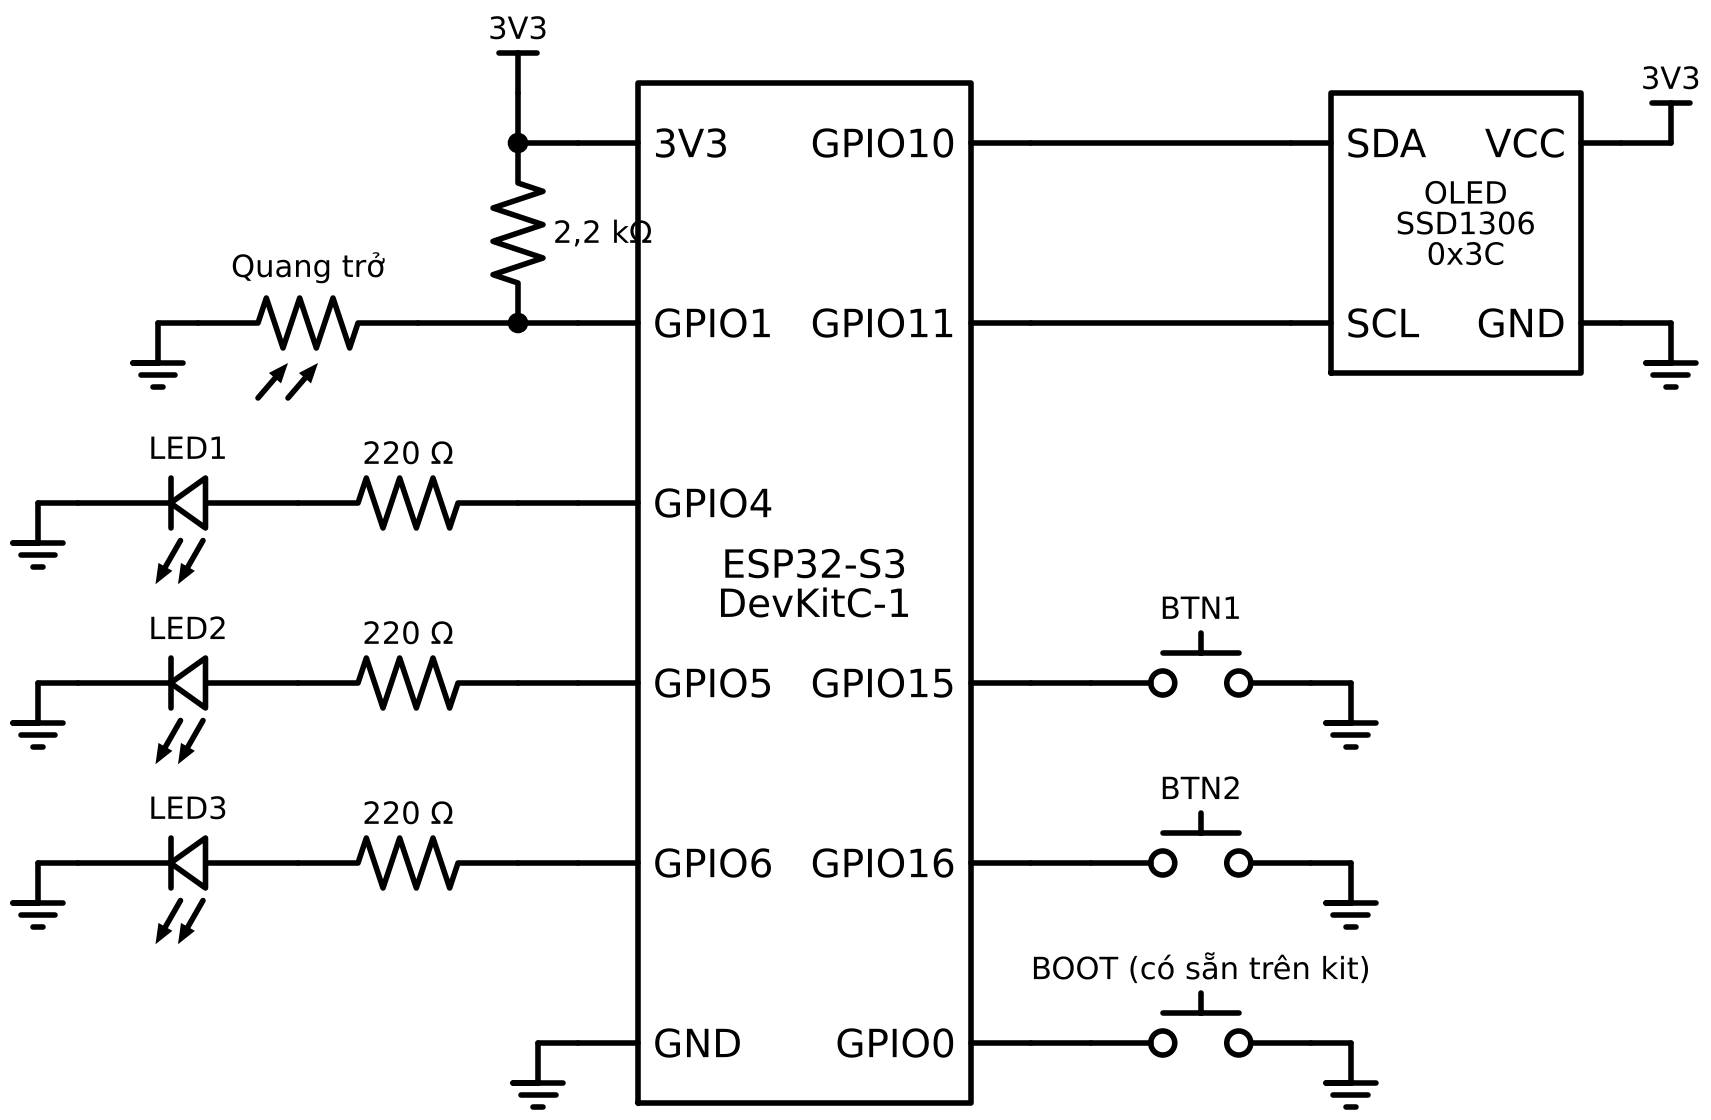 3V3
3V3
3V3
GPIO10
SDA
VCC
OLED
SSD1306
0x3C
2,2 kΩ
Quang trở
GPIO1
GPIO11
SCL
GND
LED1
220 Ω
GPIO4
ESP32-S3
DevKitC-1
BTN1
LED2
220 Ω
GPIO5
GPIO15
BTN2
LED3
220 Ω
GPIO6
GPIO16
BOOT (có sẵn trên kit)
GND
GPIO0